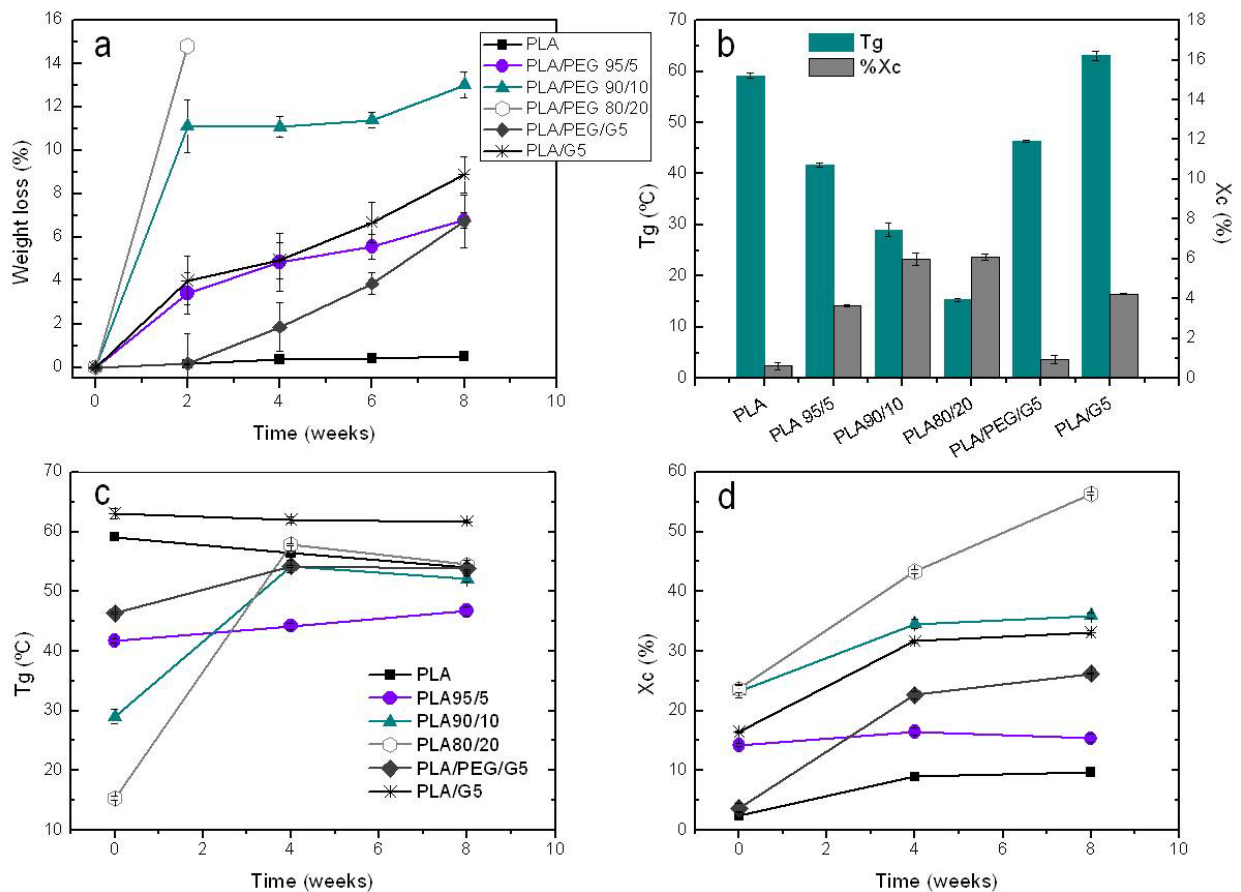 a
Weight loss (%)
16
14
12
10
8
6
4
2
0
0 2 4 6 8 10
Time (weeks)
PLA
PLA/PEG 95/5
PLA/PEG 90/10
PLA/PEG 80/20
PLA/PEG/G5
PLA/G5
b
Tg (ºC)
70
60
50
40
30
20
10
0
Tg
%Xc
18
16
14
12
10
8
6
4
2
0
Xc (%)
PLA
PLA 95/5
PLA90/10
PLA80/20
PLA/PEG/G5
PLA/G5
c
Tg (ºC)
70
60
50
40
30
20
10
0 2 4 6 8 10
Time (weeks)
PLA
PLA95/5
PLA90/10
PLA80/20
PLA/PEG/G5
PLA/G5
d
Xc (%)
60
50
40
30
20
10
0
0 2 4 6 8 10
Time (weeks)